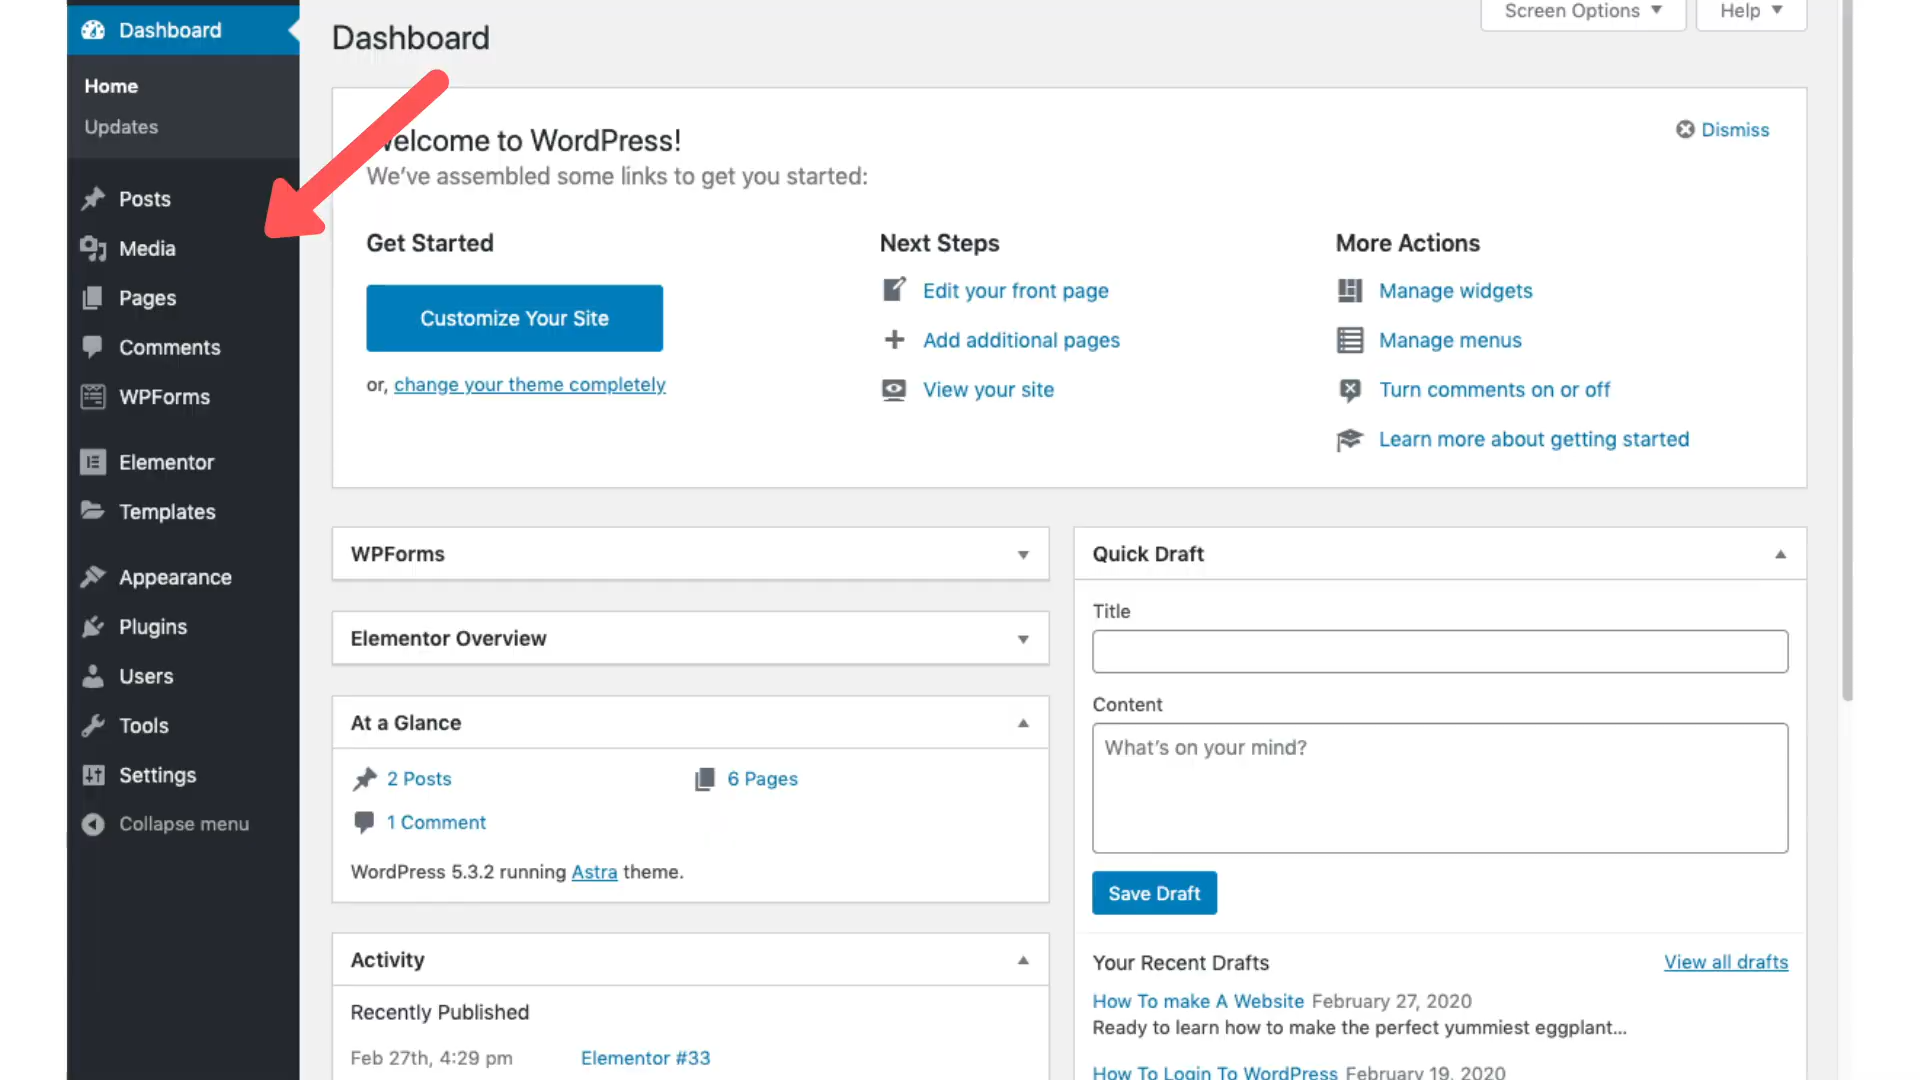 Dashboard
Home
Updates
Posts
Media
Pages
Comments
WPForms
Elementor
Templates
Appearance
Plugins
Users
Tools
Settings
Collapse menu
Screen Options
Help
Dashboard
Welcome to WordPress!
We've assembled some links to get you started:
Dismiss
Get Started
Customize Your Site
or, change your theme completely
Next Steps
Edit your front page
Add additional pages
View your site
More Actions
Manage widgets
Manage menus
Turn comments on or off
Learn more about getting started
WPForms
Elementor Overview
At a Glance
2 Posts
6 Pages
1 Comment
WordPress 5.3.2 running Astra theme.
Activity
Recently Published
Feb 27th, 4:29 pm Elementor #33
Quick Draft
Title
Content
What's on your mind?
Save Draft
Your Recent Drafts
View all drafts
How To make A Website February 27, 2020
Ready to learn how to make the perfect yummiest eggplant...
How To Login To WordPress February 19, 2020